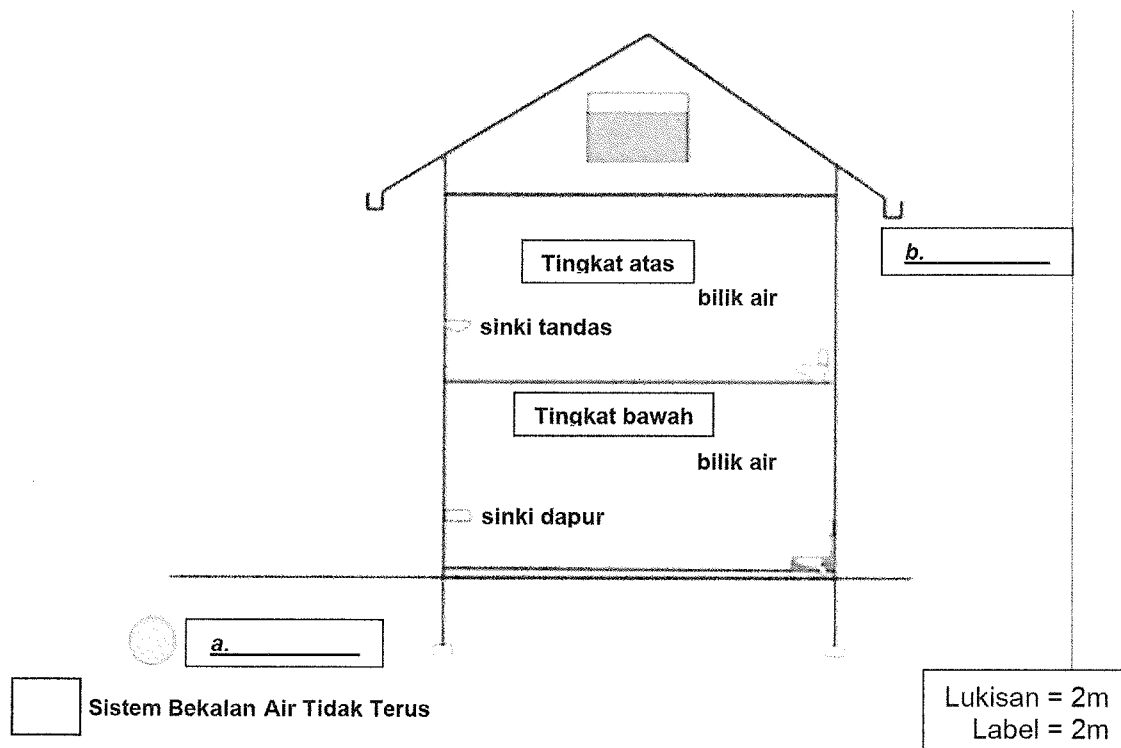 Tingkat atas
b.
bilik air
sinki tandas
Tingkat bawah
bilik air
sinki dapur
a.
Sistem Bekalan Air Tidak Terus
Lukisan = 2m
Label = 2m